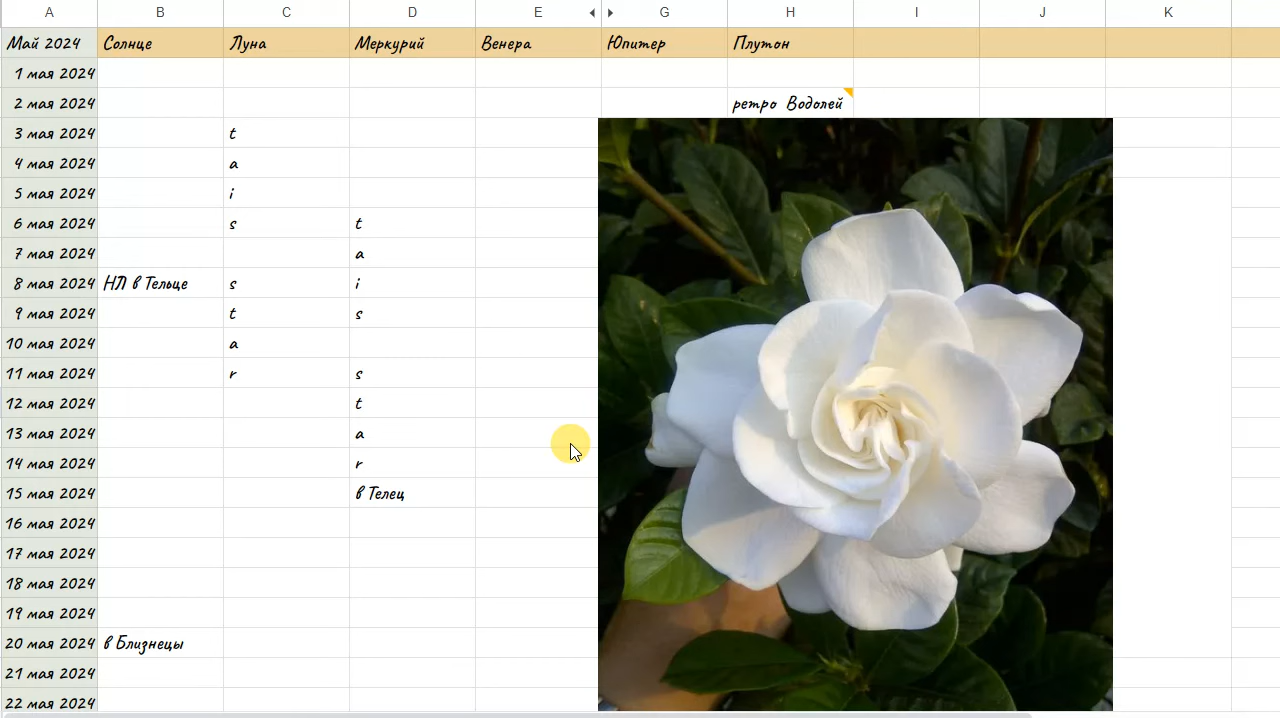 A B C D E G H I J K
Май 2024 Солнце Луна Меркурий Венера Юпитер Плутон
1 мая 2024
2 мая 2024 ретро Водолей
3 мая 2024 t
4 мая 2024 a
5 мая 2024 i
6 мая 2024 s t
7 мая 2024 a
8 мая 2024 НЛ в Тельце s i
9 мая 2024 t s
10 мая 2024 a
11 мая 2024 r s
12 мая 2024 t
13 мая 2024 a
14 мая 2024 r
15 мая 2024 в Телец
16 мая 2024
17 мая 2024
18 мая 2024
19 мая 2024
20 мая 2024 в Близнецы
21 мая 2024
22 мая 2024